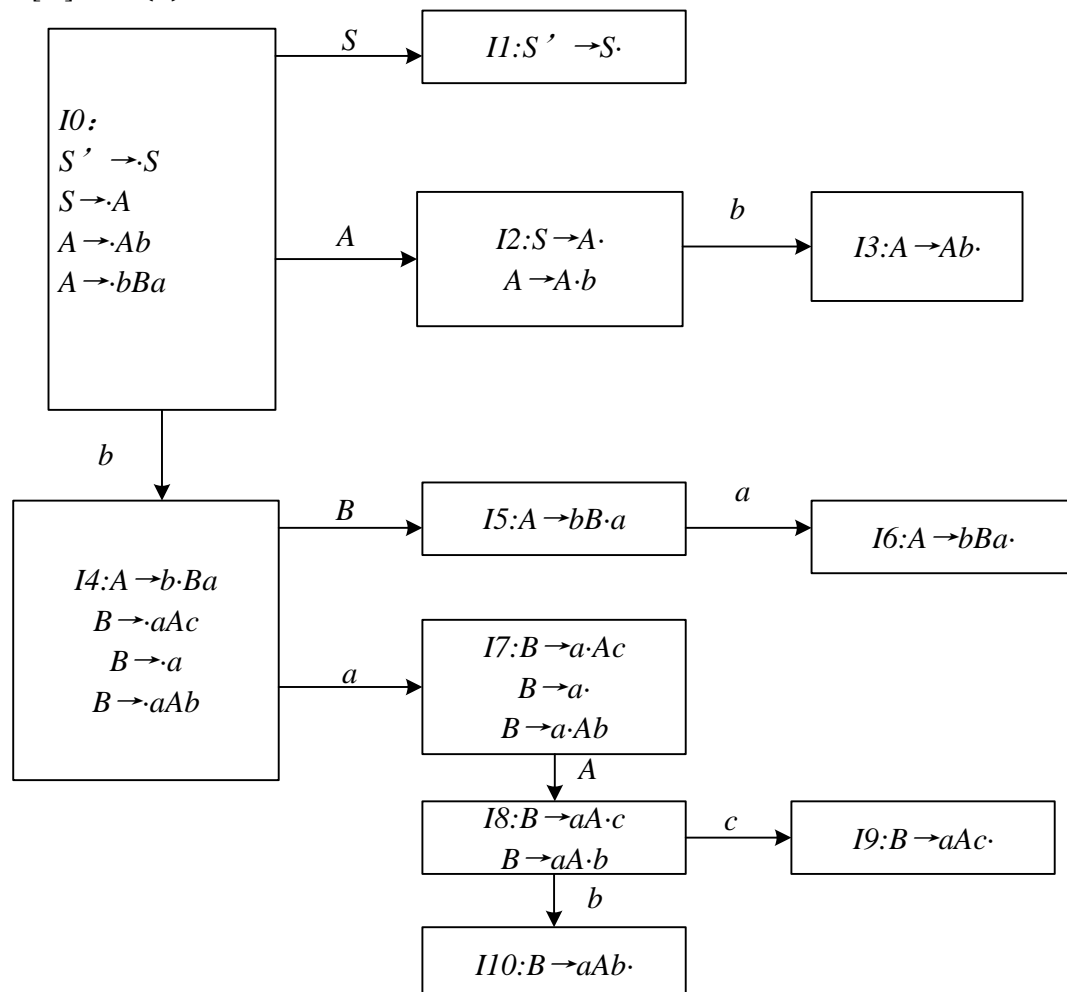 S
I1:S’→S·
I0:
S’→·S
S→·A
A→·Ab
A→·bBa
A
I2:S→A·
A→A·b
b
I3:A→Ab·
b
I4:A→b·Ba
B→·aAc
B→·a
B→·aAb
B
I5:A→bB·a
a
I6:A→bBa·
a
I7:B→a·Ac
B→a·
B→a·Ab
A
I8:B→aA·c
B→aA·b
c
I9:B→aAc·
b
I10:B→aAb·